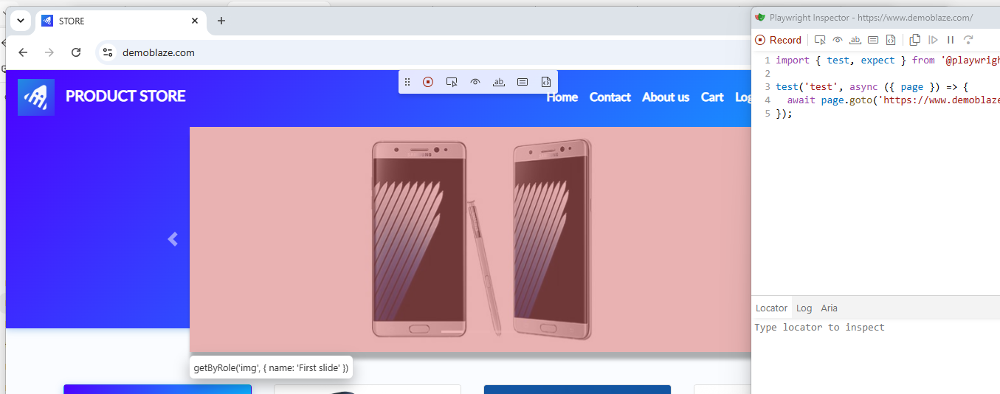 STORE
Playwright Inspector - https://www.demoblaze.com/
demoblaze.com
Record
PRODUCT STORE
Home Contact About us Cart
1 import { test, expect } from '@playwrigh
2
3 test('test', async ({ page }) => {
4 await page.goto('https://www.demoblaze
5 });
SAMSUNG
Locator Log Aria
Type locator to inspect
getByRole('img', { name: 'First slide' })